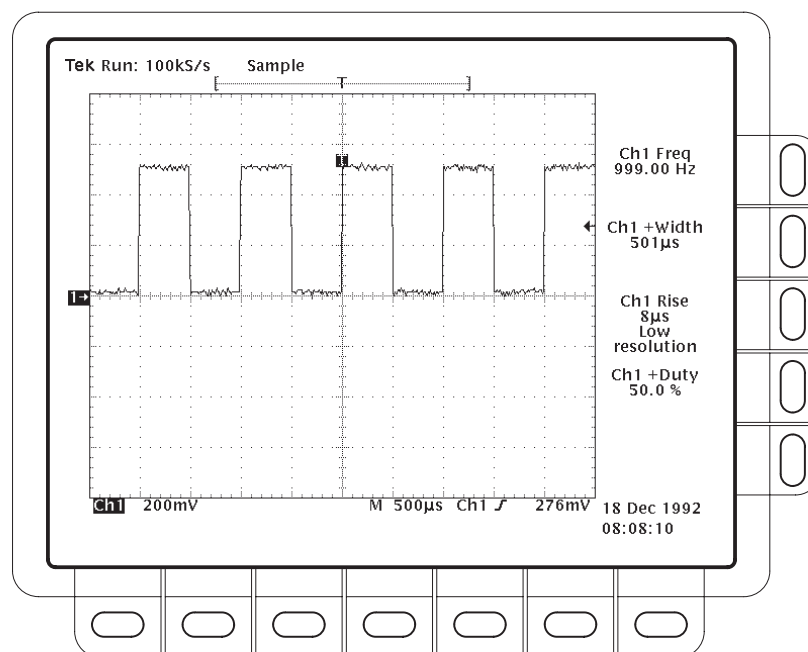 Tek Run: 100kS/s Sample
T
T
Ch1 Freq
999.00 Hz
Ch1 +Width
501µs
1
Ch1 Rise
8µs
Low
resolution
Ch1 +Duty
50.0 %
Ch1 200mV M 500µs Ch1 276mV
18 Dec 1992
08:08:10